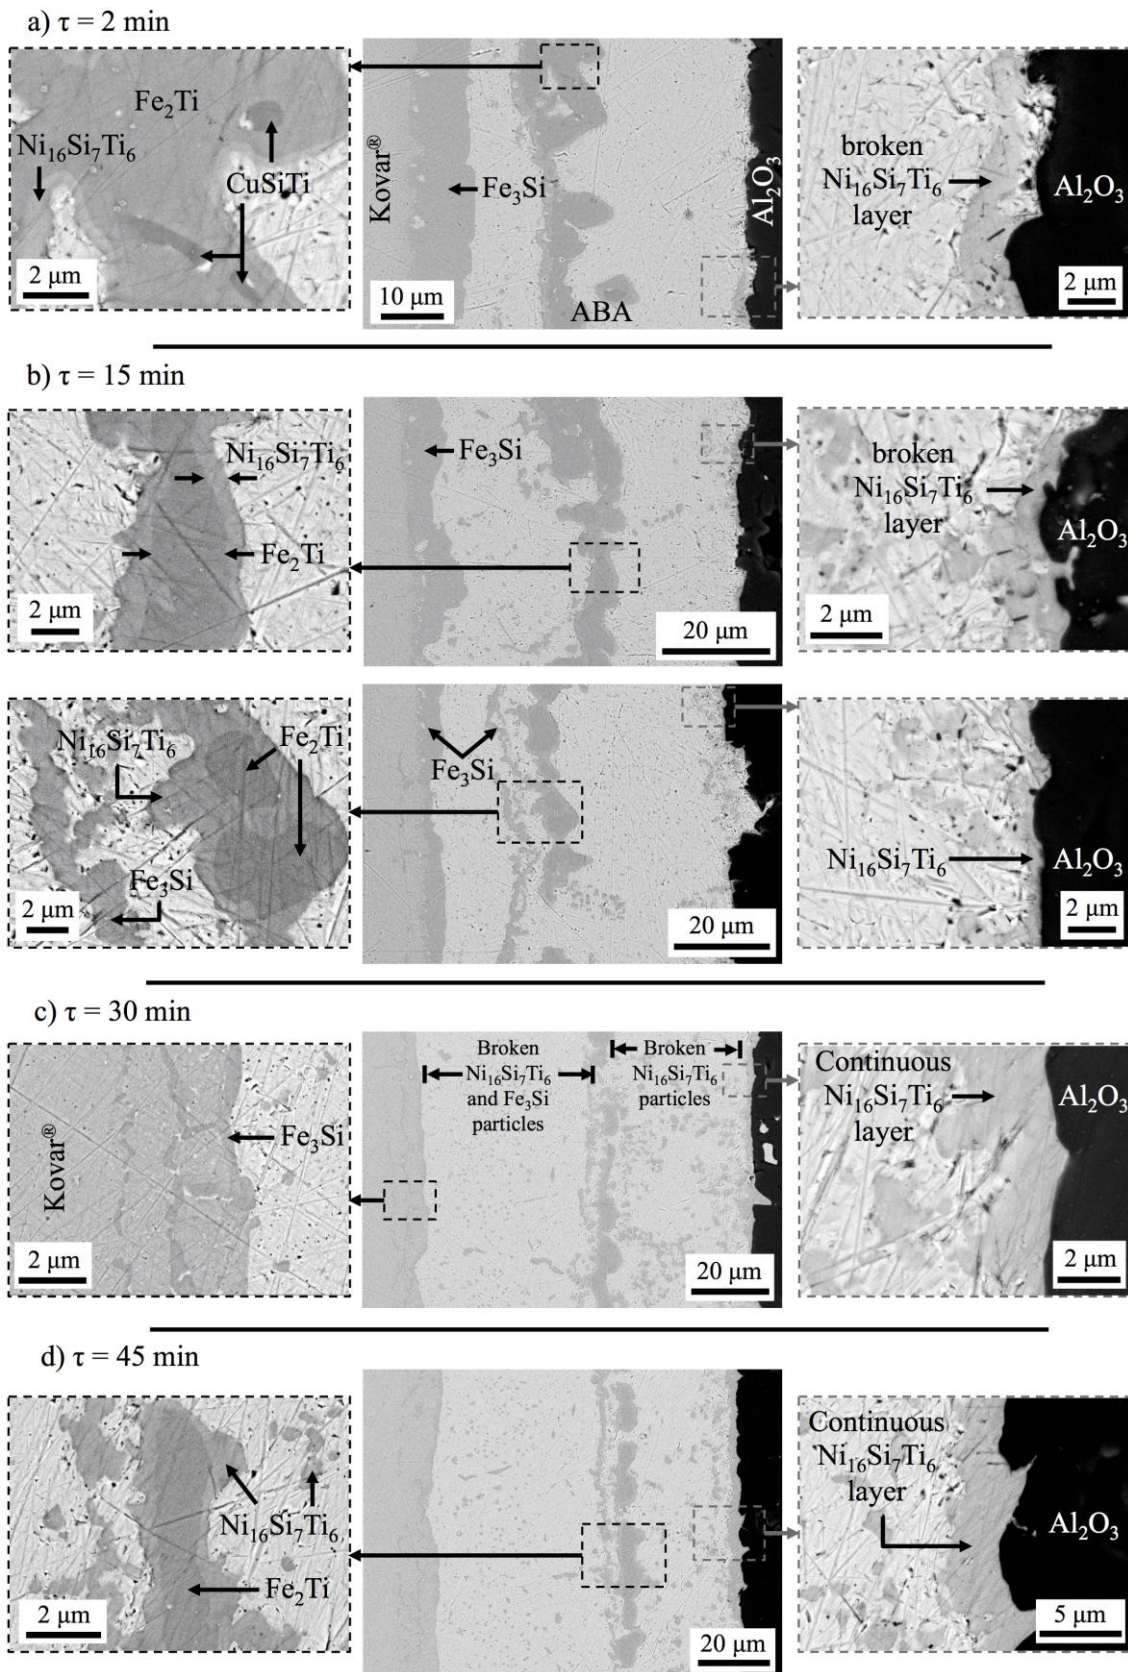 a) τ = 2 min
Fe₂Ti
Ni₁₆Si₇Ti₆
CuSiTi
2 μm
Kovar®
Fe₃Si
10 μm
ABA
Al₂O₃
broken
Ni₁₆Si₇Ti₆
layer
Al₂O₃
2 μm
b) τ = 15 min
Ni₁₆Si₇Ti₆
Fe₂Ti
2 μm
Fe₃Si
20 μm
broken
Ni₁₆Si₇Ti₆
layer
Al₂O₃
2 μm
Ni₁₆Si₇Ti₆
Fe₂Ti
Fe₃Si
2 μm
Fe₃Si
20 μm
Ni₁₆Si₇Ti₆
Al₂O₃
2 μm
c) τ = 30 min
Kovar®
Fe₃Si
2 μm
Broken
Ni₁₆Si₇Ti₆
and Fe₃Si
particles
Broken
Ni₁₆Si₇Ti₆
particles
20 μm
Continuous
Ni₁₆Si₇Ti₆
layer
Al₂O₃
2 μm
d) τ = 45 min
Ni₁₆Si₇Ti₆
Fe₂Ti
2 μm
20 μm
Continuous
Ni₁₆Si₇Ti₆
layer
Al₂O₃
5 μm